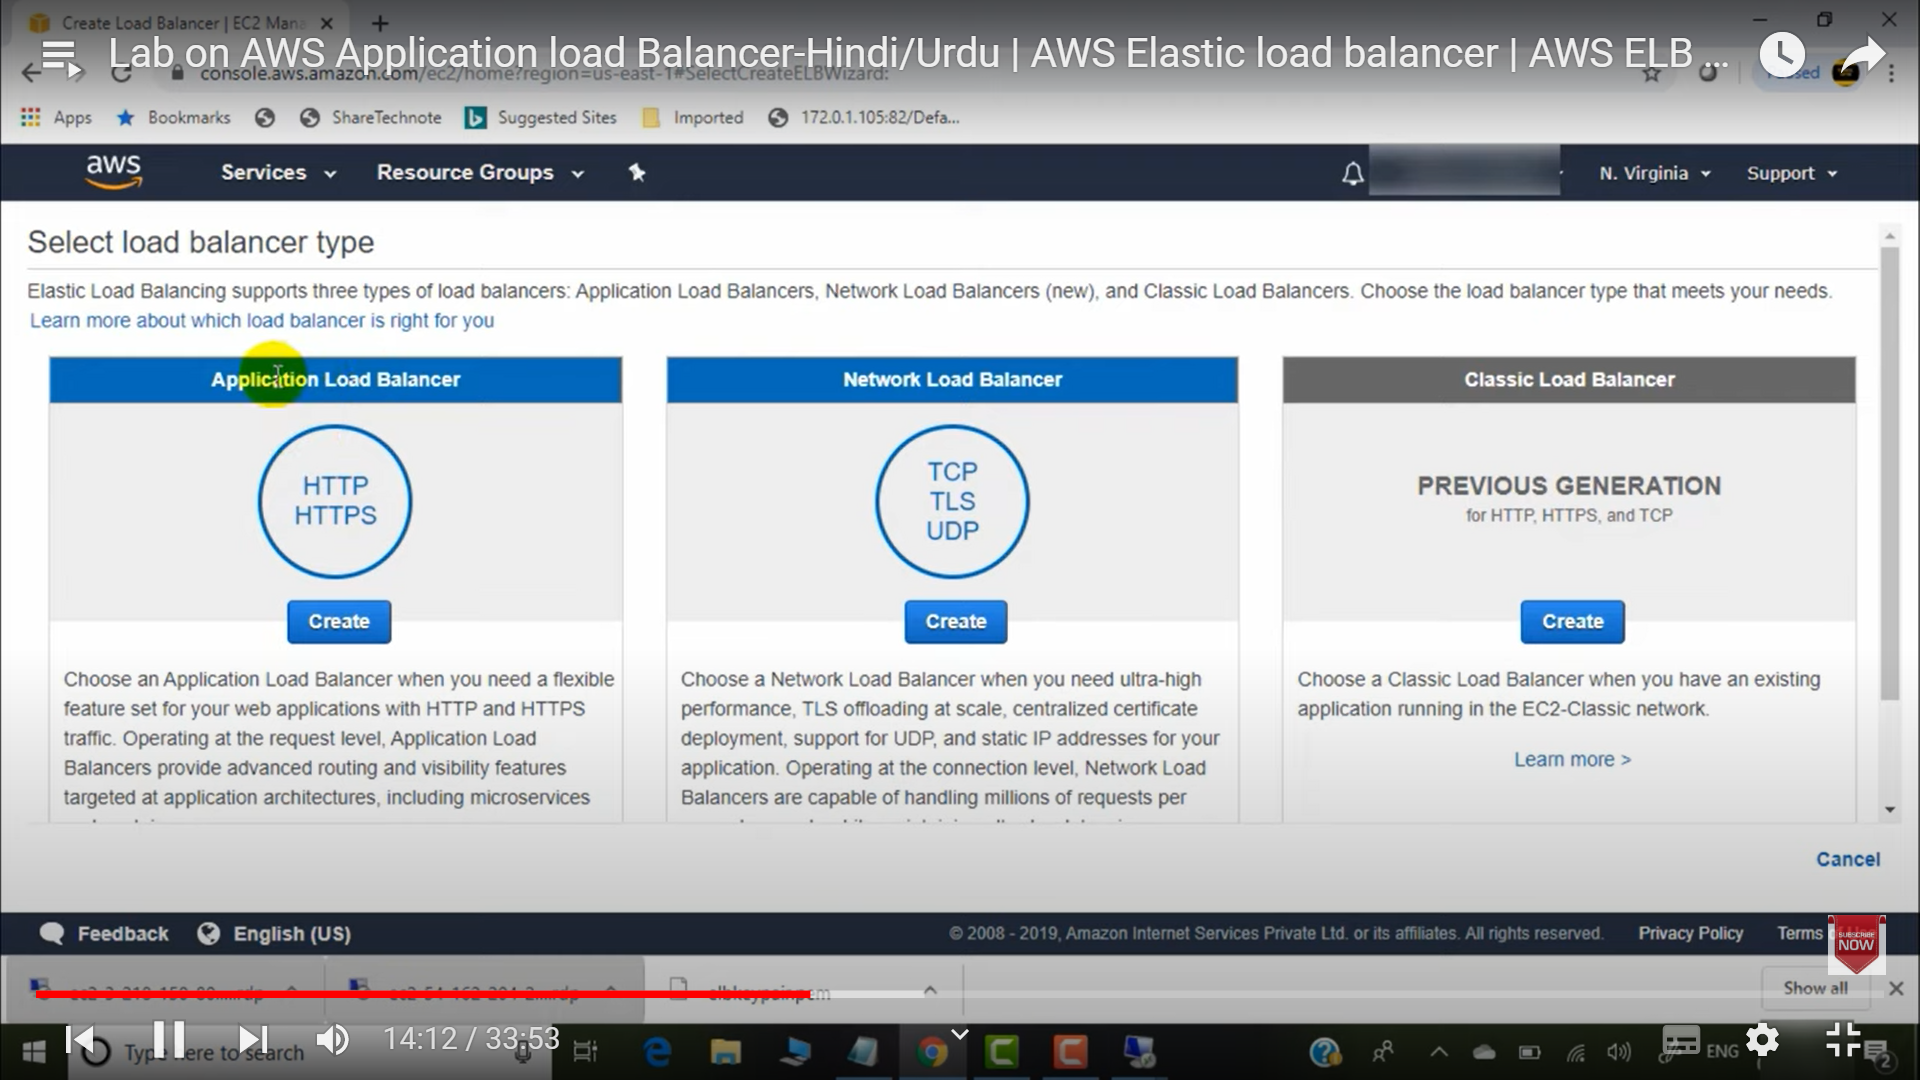 Create Load Balancer | EC2 Mana
Lab on AWS Application load Balancer-Hindi/Urdu | AWS Elastic load balancer | AWS ELB ...
console.aws.amazon.com/ec2/home?region=us-east-1#SelectCreateELBWizard:
Apps Bookmarks ShareTechnote Suggested Sites Imported 172.0.1.105:82/Defa...
aws Services Resource Groups N. Virginia Support
Select load balancer type
Elastic Load Balancing supports three types of load balancers: Application Load Balancers, Network Load Balancers (new), and Classic Load Balancers. Choose the load balancer type that meets your needs.
Learn more about which load balancer is right for you
Application Load Balancer
HTTP
HTTPS
Create
Choose an Application Load Balancer when you need a flexible
feature set for your web applications with HTTP and HTTPS
traffic. Operating at the request level, Application Load
Balancers provide advanced routing and visibility features
targeted at application architectures, including microservices
Network Load Balancer
TCP
TLS
UDP
Create
Choose a Network Load Balancer when you need ultra-high
performance, TLS offloading at scale, centralized certificate
deployment, support for UDP, and static IP addresses for your
application. Operating at the connection level, Network Load
Balancers are capable of handling millions of requests per
Classic Load Balancer
PREVIOUS GENERATION
for HTTP, HTTPS, and TCP
Create
Choose a Classic Load Balancer when you have an existing
application running in the EC2-Classic network.
Learn more >
Cancel
Feedback English (US) © 2008 - 2019, Amazon Internet Services Private Ltd. or its affiliates. All rights reserved. Privacy Policy Terms
SUBSCRIBE
NOW
Show all
14:12 / 33:53
Type here to search
ENG
2